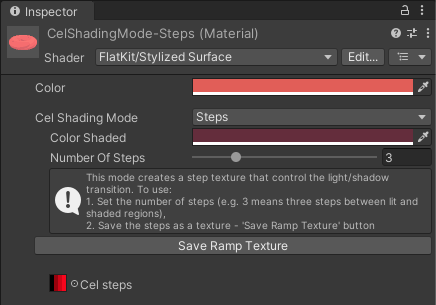 Inspector
CelShadingMode-Steps (Material)
Shader FlatKit/Stylized Surface Edit...
Color
Cel Shading Mode Steps
Color Shaded
Number Of Steps 3
This mode creates a step texture that control the light/shadow
transition. To use:
1. Set the number of steps (e.g. 3 means three steps between lit and
shaded regions),
2. Save the steps as a texture - 'Save Ramp Texture' button
Save Ramp Texture
Cel steps